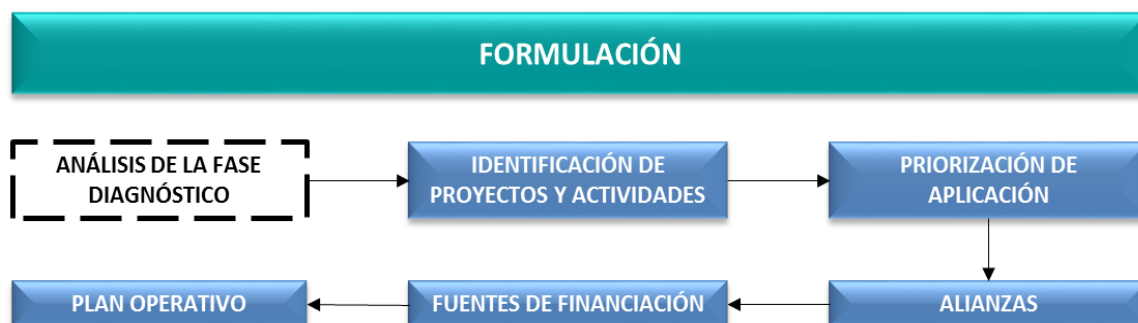 FORMULACIÓN
ANÁLISIS DE LA FASE
DIAGNÓSTICO
IDENTIFICACIÓN DE
PROYECTOS Y ACTIVIDADES
PRIORIZACIÓN DE
APLICACIÓN
ALIANZAS
FUENTES DE FINANCIACIÓN
PLAN OPERATIVO